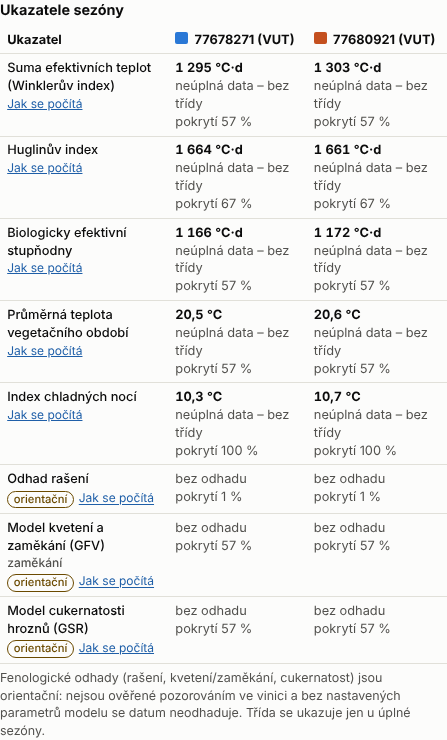 Ukazatele sezóny
Ukazatel 77678271 (VUT) 77680921 (VUT)
Suma efektivních teplot 1 295 °C·d 1 303 °C·d
(Winklerův index) neúplná data – bez neúplná data – bez
Jak se počítá třídy třídy
pokrytí 57 % pokrytí 57 %
Huglinův index 1 664 °C·d 1 661 °C·d
Jak se počítá neúplná data – bez neúplná data – bez
třídy třídy
pokrytí 67 % pokrytí 67 %
Biologicky efektivní 1 166 °C·d 1 172 °C·d
stupňodny neúplná data – bez neúplná data – bez
Jak se počítá třídy třídy
pokrytí 57 % pokrytí 57 %
Průměrná teplota 20,5 °C 20,6 °C
vegetačního období neúplná data – bez neúplná data – bez
Jak se počítá třídy třídy
pokrytí 57 % pokrytí 57 %
Index chladných nocí 10,3 °C 10,7 °C
Jak se počítá neúplná data – bez neúplná data – bez
třídy třídy
pokrytí 100 % pokrytí 100 %
Odhad rašení bez odhadu bez odhadu
orientační Jak se počítá pokrytí 1 % pokrytí 1 %
Model kvetení a bez odhadu bez odhadu
zaměkání (GFV) pokrytí 57 % pokrytí 57 %
zaměkání
orientační Jak se počítá
Model cukernatosti bez odhadu bez odhadu
hroznů (GSR) pokrytí 57 % pokrytí 57 %
orientační Jak se počítá
Fenologické odhady (rašení, kvetení/zaměkání, cukernatost) jsou
orientační: nejsou ověřené pozorováním ve vinici a bez nastavených
parametrů modelu se datum neodhaduje. Třída se ukazuje jen u úplné
sezóny.